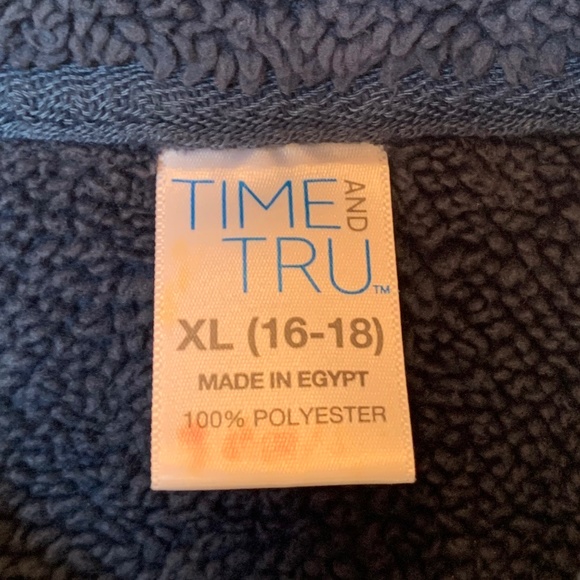 TIME AND
TRU™
XL (16-18)
MADE IN EGYPT
100% POLYESTER